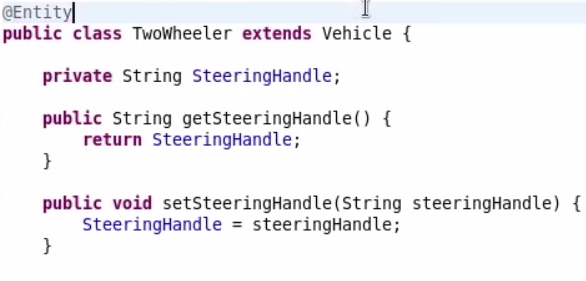 @Entity
public class TwoWheeler extends Vehicle {
private String SteeringHandle;
public String getSteeringHandle() {
return SteeringHandle;
}
public void setSteeringHandle(String steeringHandle) {
SteeringHandle = steeringHandle;
}